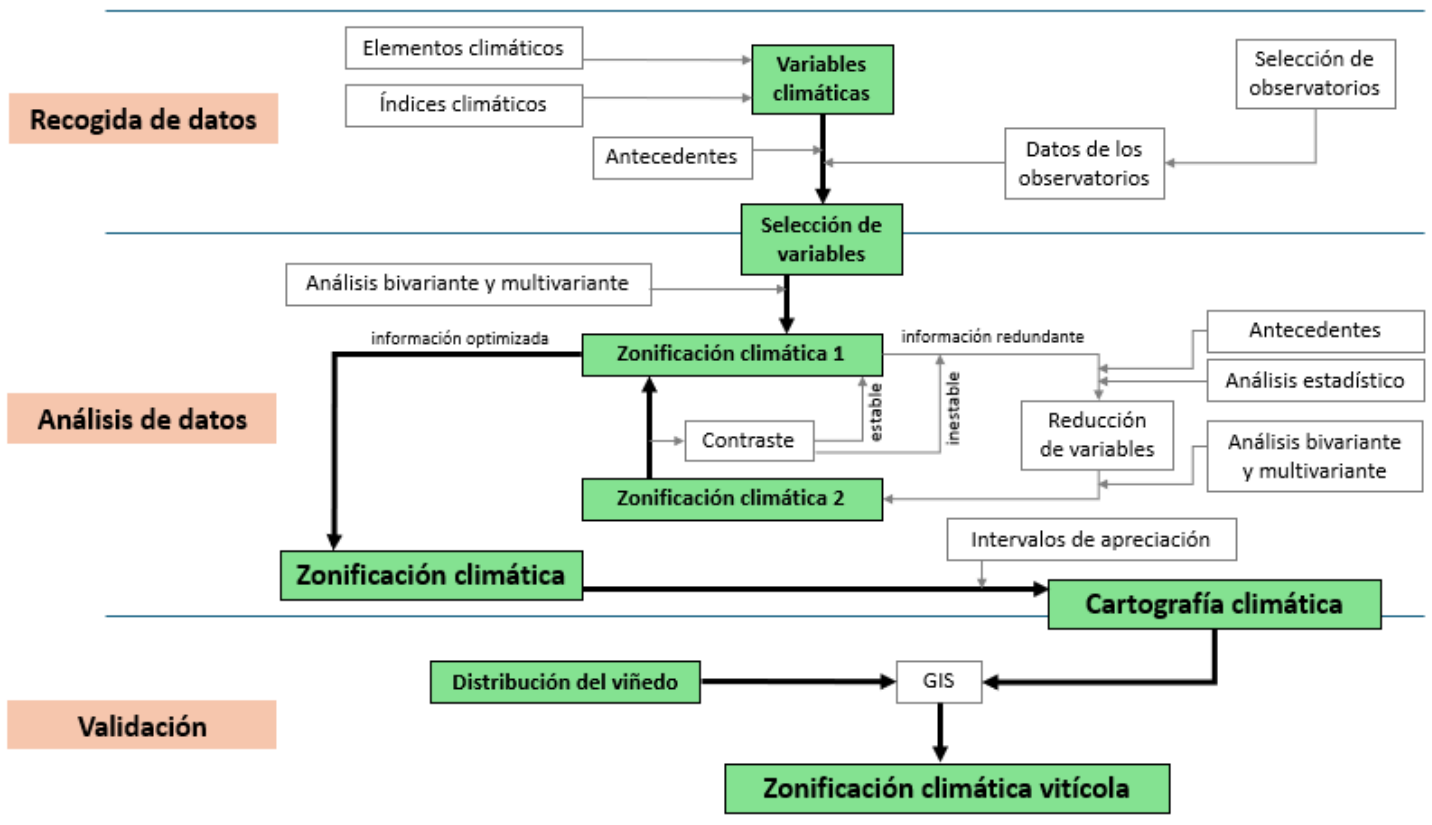 Elementos climáticos
Índices climáticos
Variables
climáticas
Selección de
observatorios
Recogida de datos
Antecedentes
Datos de los
observatorios
Selección de
variables
Análisis bivariante y multivariante
información optimizada
Zonificación climática 1
información redundante
Antecedentes
Análisis estadístico
Análisis de datos
Contraste
estable
inestable
Reducción
de variables
Análisis bivariante
y multivariante
Zonificación climática 2
Intervalos de apreciación
Zonificación climática
Cartografía climática
Distribución del viñedo
GIS
Validación
Zonificación climática vitícola